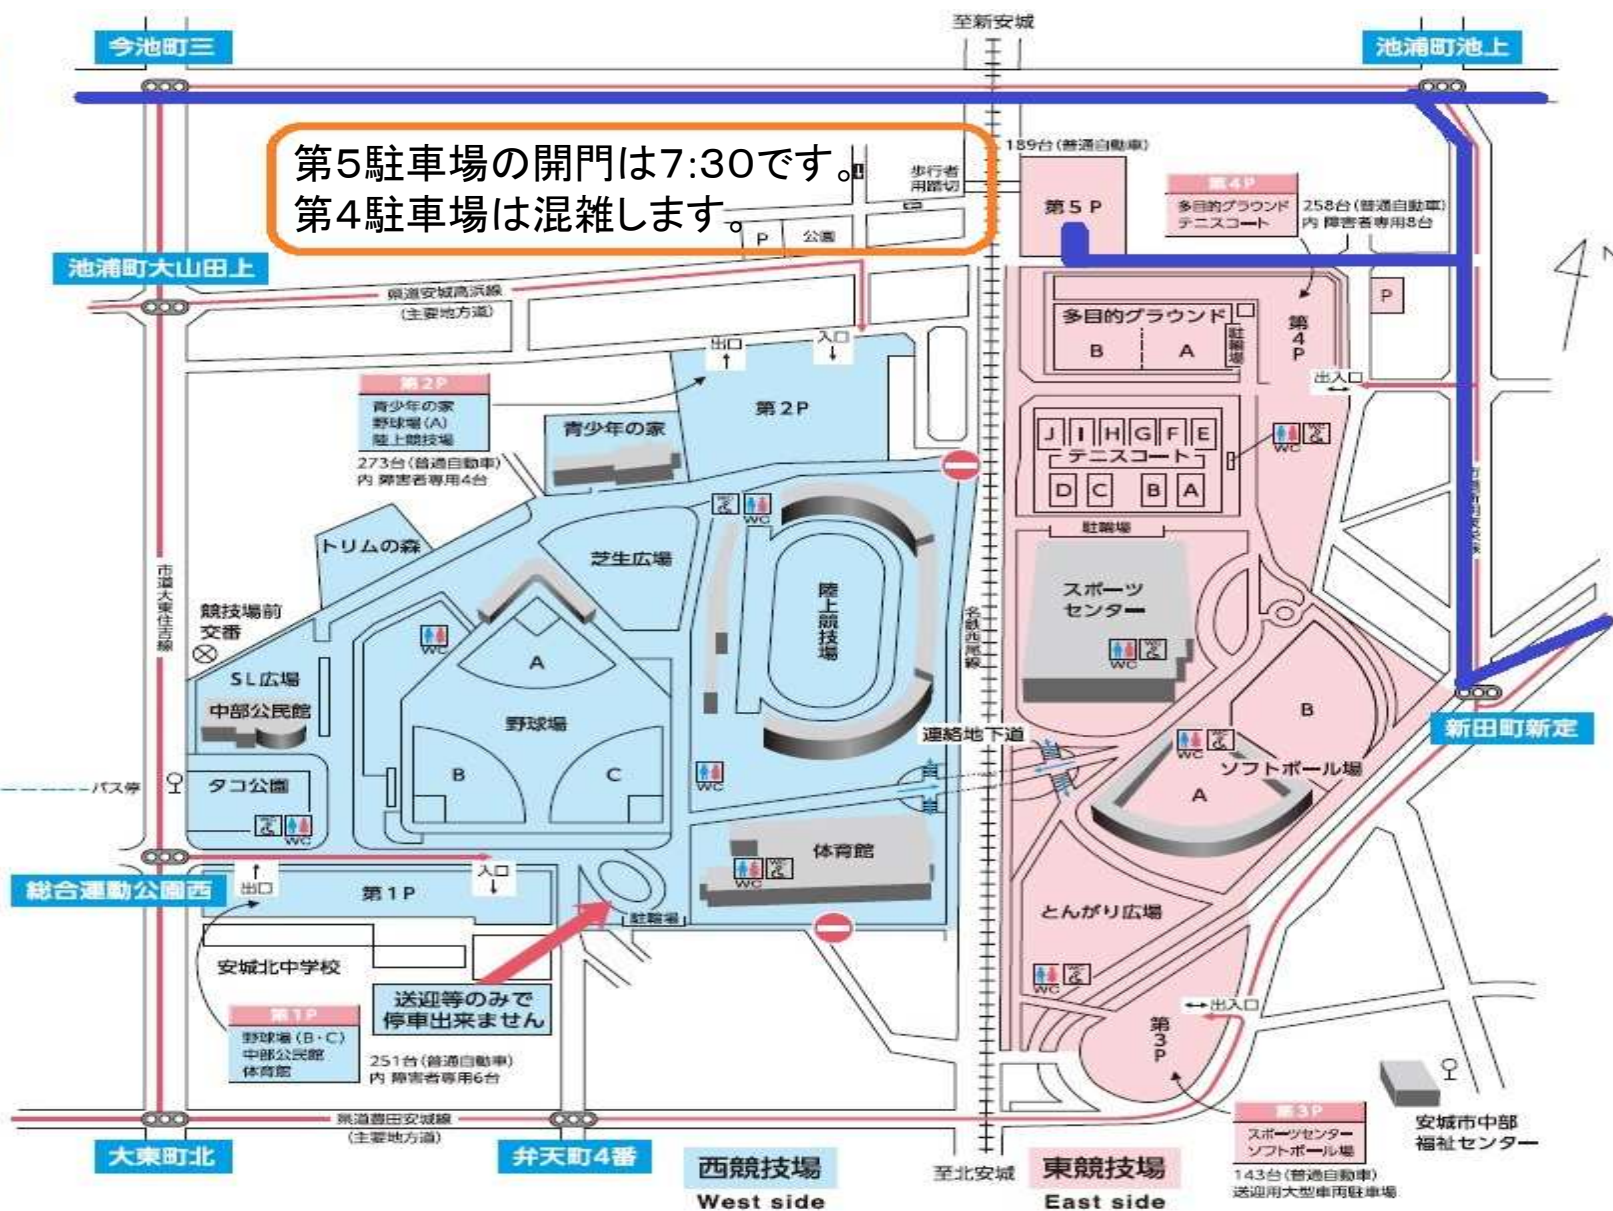 至新安城
今池町三
池浦町池上
第5駐車場の開門は7:30です。
第4駐車場は混雑します。
歩行者
用踏切
189台(普通自動車)
第5P
第4P
多目的グラウンド
テニスコート
258台(普通自動車)
内 障害者専用8台
P
公園
N
池浦町大山田上
県道安城高浜線
(主要地方道)
P
多目的グラウンド
B
A
駐輪場
第4P
出入口
出口
入口
第2P
青少年の家
野球場(A)
陸上競技場
273台(普通自動車)
内 障害者専用4台
第2P
青少年の家
J I H G F E
テニスコート
D C B A
WC
駐輪場
WC
トリムの森
芝生広場
陸上競技場
スポーツ
センター
WC
市道大東住吉線
競技場前
交番
WC
A
名鉄西尾線
SL広場
中部公民館
野球場
B
C
連絡地下道
B
新田町新定
WC
ソフトボール場
A
バス停
タコ公園
WC
WC
総合運動公園西
出口
第1P
入口
体育館
WC
駐輪場
とんがり広場
安城北中学校
WC
送迎等のみで
停車出来ません
出入口
第3P
第1P
野球場(B・C)
中部公民館
体育館
251台(普通自動車)
内 障害者専用6台
県道豊田安城線
(主要地方道)
大東町北
弁天町4番
西競技場
West side
至北安城
東競技場
East side
第3P
スポーツセンター
ソフトボール場
143台(普通自動車)
送迎用大型車両駐車場
安城市中部
福祉センター